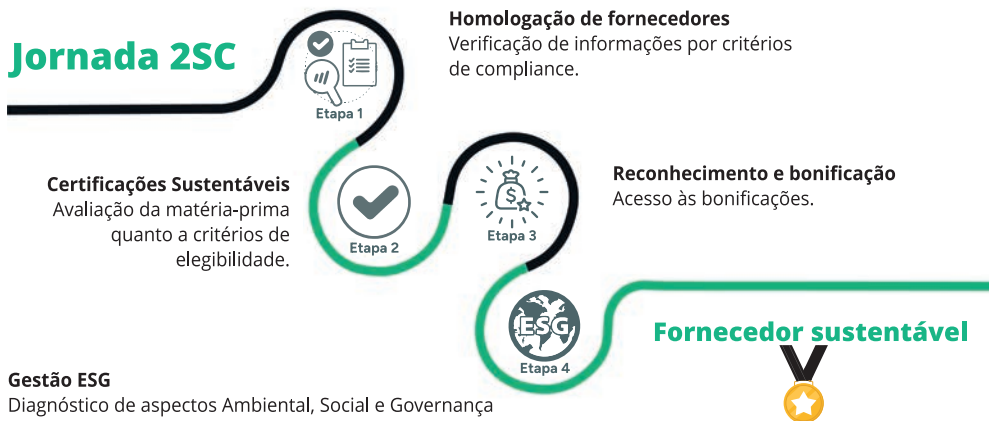 Jornada 2SC
Etapa 1
Homologação de fornecedores
Verificação de informações por critérios
de compliance.
Certificações Sustentáveis
Avaliação da matéria-prima
quanto a critérios de
elegibilidade.
Etapa 2
$
Etapa 3
Reconhecimento e bonificação
Acesso às bonificações.
ESG
Etapa 4
Gestão ESG
Diagnóstico de aspectos Ambiental, Social e Governança
Fornecedor sustentável